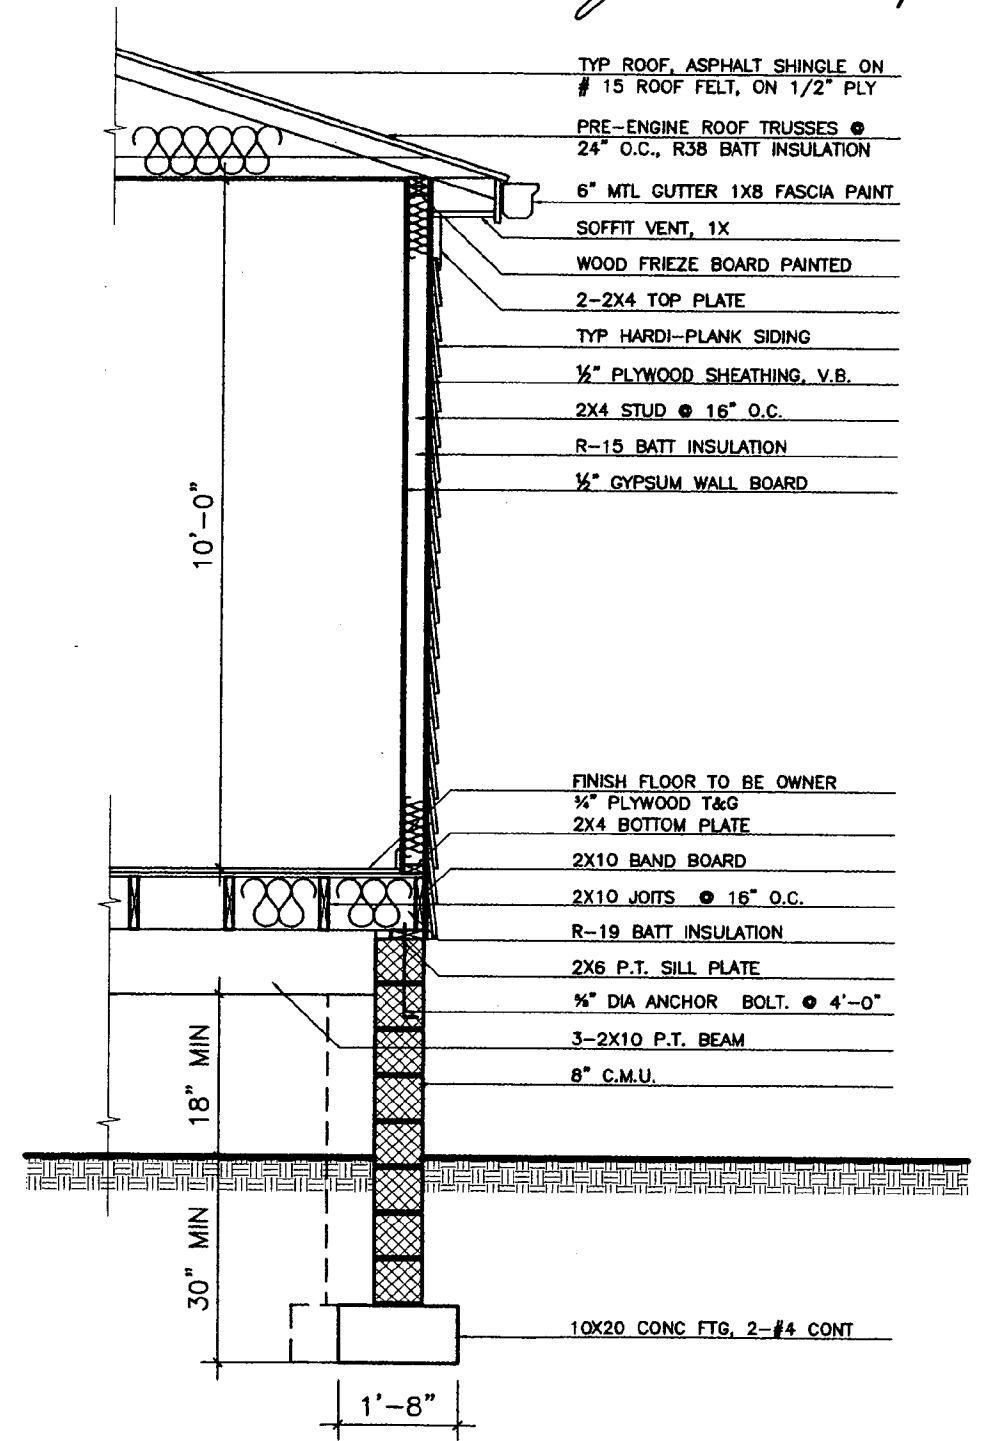 TYP ROOF, ASPHALT SHINGLE ON
# 15 ROOF FELT, ON 1/2" PLY
PRE-ENGINE ROOF TRUSSES @
24" O.C., R38 BATT INSULATION
6" MTL GUTTER 1X8 FASCIA PAINT
SOFFIT VENT, 1X
WOOD FRIEZE BOARD PAINTED
2-2X4 TOP PLATE
TYP HARDI-PLANK SIDING
½" PLYWOOD SHEATHING, V.B.
2X4 STUD @ 16" O.C.
R-15 BATT INSULATION
½" GYPSUM WALL BOARD
10'-0"
FINISH FLOOR TO BE OWNER
¾" PLYWOOD T&G
2X4 BOTTOM PLATE
2X10 BAND BOARD
2X10 JOITS @ 16" O.C.
R-19 BATT INSULATION
2X6 P.T. SILL PLATE
DIA ANCHOR BOLT. @ 4'-0"
3-2X10 P.T. BEAM
8" C.M.U.
18" MIN
30" MIN
10X20 CONC FTG, 2-#4 CONT
1'-8"